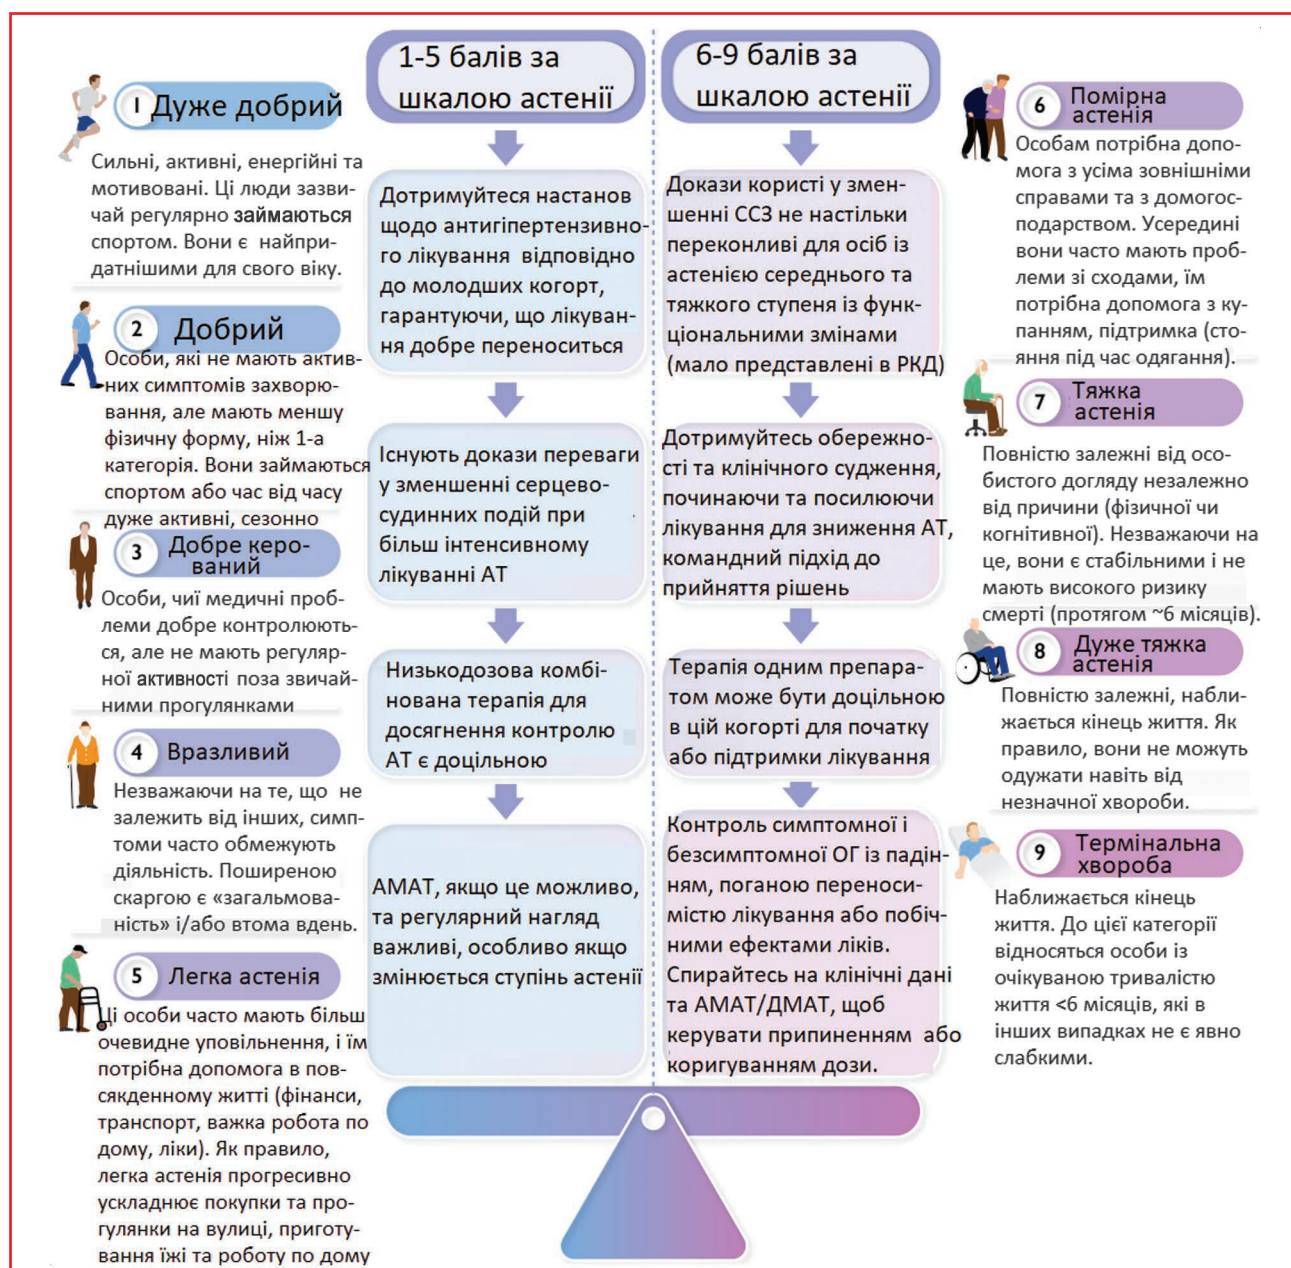 1-5 балів за
шкалою астенії
6-9 балів за
шкалою астенії
1 Дуже добрий
Сильні, активні, енергійні та
мотивовані. Ці люди зазви-
чай регулярно займаються
спортом. Вони є найпри-
датнішими для свого віку.
2 Добрий
Особи, які не мають актив-
них симптомів захворю-
вання, але мають меншу
фізичну форму, ніж 1-а
категорія. Вони займаються
спортом або час від часу
дуже активні, сезонно
3 Добре керо-
ваний
Особи, чиї медичні проб-
леми добре контролюють-
ся, але не мають регуляр-
ної активності поза звичай-
ними прогулянками
4 Вразливий
Незважаючи на те, що не
залежить від інших, симп-
томи часто обмежують
діяльність. Поширеною
скаргою є «загальмова-
ність» і/або втома вдень.
5 Легка астенія
Ці особи часто мають більш
очевидне уповільнення, і їм
потрібна допомога в пов-
сякденному житті (фінанси,
транспорт, важка робота по
дому, ліки). Як правило,
легка астенія прогресивно
ускладнює покупки та про-
гулянки на вулиці, приготу-
вання їжі та роботу по дому
Дотримуйтеся настанов
щодо антигіпертензивно-
го лікування відповідно
до молодших когорт,
гарантуючи, що лікуван-
ня добре переноситься
Існують докази переваги
у зменшенні серцево-
судинних подій при
більш інтенсивному
лікуванні АТ
Низькодозова комбі-
нована терапія для
досягнення контролю
АТ є доцільною
АМАТ, якщо це можливо,
та регулярний нагляд
важливі, особливо якщо
змінюється ступінь астенії
Докази користі у змен-
шенні ССЗ не настільки
переконливі для осіб із
астенією середнього та
тяжкого ступеня із функ-
ціональними змінами
(мало представлені в РКД)
Дотримуйтесь обережно-
сті та клінічного судження,
починаючи та посилюючи
лікування для зниження АТ,
командний підхід до
прийняття рішень
Терапія одним препара-
том може бути доцільною
в цій когорті для початку
або підтримки лікування
Контроль симптомної і
безсимптомної ОГ із падін-
ням, поганою переноси-
містю лікування або побіч-
ними ефектами ліків.
Спирайтесь на клінічні дані
та АМАТ/ДМАТ, щоб
керувати припиненням або
коригуванням дози.
6 Помірна
астенія
Особам потрібна допо-
мога з усіма зовнішніми
справами та з домогос-
подарством. Усередині
вони часто мають проб-
леми зі сходами, їм
потрібна допомога з ку-
панням, підтримка (сто-
яння під час одягання).
7 Тяжка
астенія
Повністю залежні від осо-
бистого догляду незалежно
від причини (фізичної чи
когнітивної). Незважаючи на
це, вони є стабільними і не
мають високого ризику
смерті (протягом ~6 місяців).
8 Дуже тяжка
астенія
Повністю залежні, набли-
жається кінець життя. Як
правило, вони не можуть
одужати навіть від
незначної хвороби.
9 Термінальна
хвороба
Наближається кінець
життя. До цієї категорії
відносяться особи із
очікуваною тривалістю
життя <6 місяців, які в
інших випадках не є явно
слабкими.